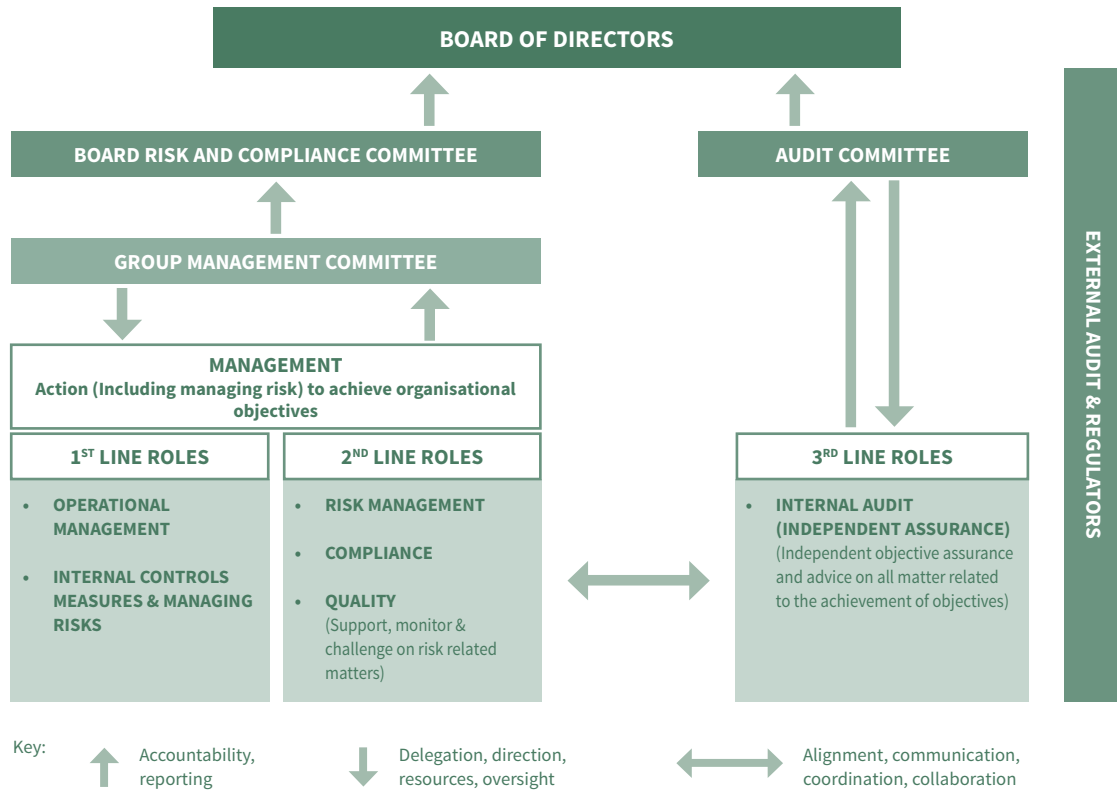 BOARD OF DIRECTORS
BOARD RISK AND COMPLIANCE COMMITTEE
AUDIT COMMITTEE
GROUP MANAGEMENT COMMITTEE
MANAGEMENT
Action (Including managing risk) to achieve organisational
objectives
1ST LINE ROLES
• OPERATIONAL
MANAGEMENT
• INTERNAL CONTROLS
MEASURES & MANAGING
RISKS
2ND LINE ROLES
• RISK MANAGEMENT
• COMPLIANCE
• QUALITY
(Support, monitor &
challenge on risk related
matters)
3RD LINE ROLES
• INTERNAL AUDIT
(INDEPENDENT ASSURANCE)
(Independent objective assurance
and advice on all matter related
to the achievement of objectives)
EXTERNAL AUDIT & REGULATORS
Key:
Accountability,
reporting
Delegation, direction,
resources, oversight
Alignment, communication,
coordination, collaboration